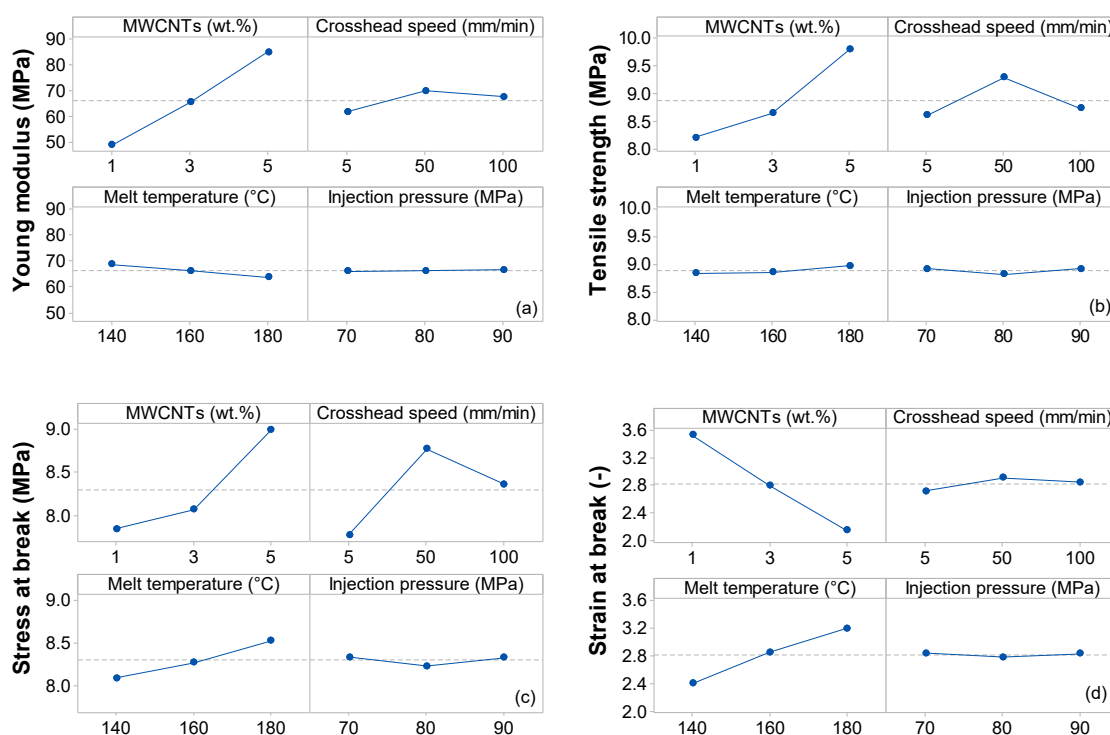 Young modulus (MPa)
MWCNTs (wt.%) Crosshead speed (mm/min)
90
80
70
60
50
1 3 5 5 50 100
Melt temperature (°C) Injection pressure (MPa)
90
80
70
60
50
(a)
140 160 180 70 80 90
Tensile strength (MPa)
MWCNTs (wt.%) Crosshead speed (mm/min)
10.0
9.5
9.0
8.5
8.0
1 3 5 5 50 100
Melt temperature (°C) Injection pressure (MPa)
10.0
9.5
9.0
8.5
8.0
(b)
140 160 180 70 80 90
Stress at break (MPa)
MWCNTs (wt.%) Crosshead speed (mm/min)
9.0
8.5
8.0
1 3 5 5 50 100
Melt temperature (°C) Injection pressure (MPa)
9.0
8.5
8.0
(c)
140 160 180 70 80 90
Strain at break (-)
MWCNTs (wt.%) Crosshead speed (mm/min)
3.6
3.2
2.8
2.4
2.0
1 3 5 5 50 100
Melt temperature (°C) Injection pressure (MPa)
3.6
3.2
2.8
2.4
2.0
(d)
140 160 180 70 80 90